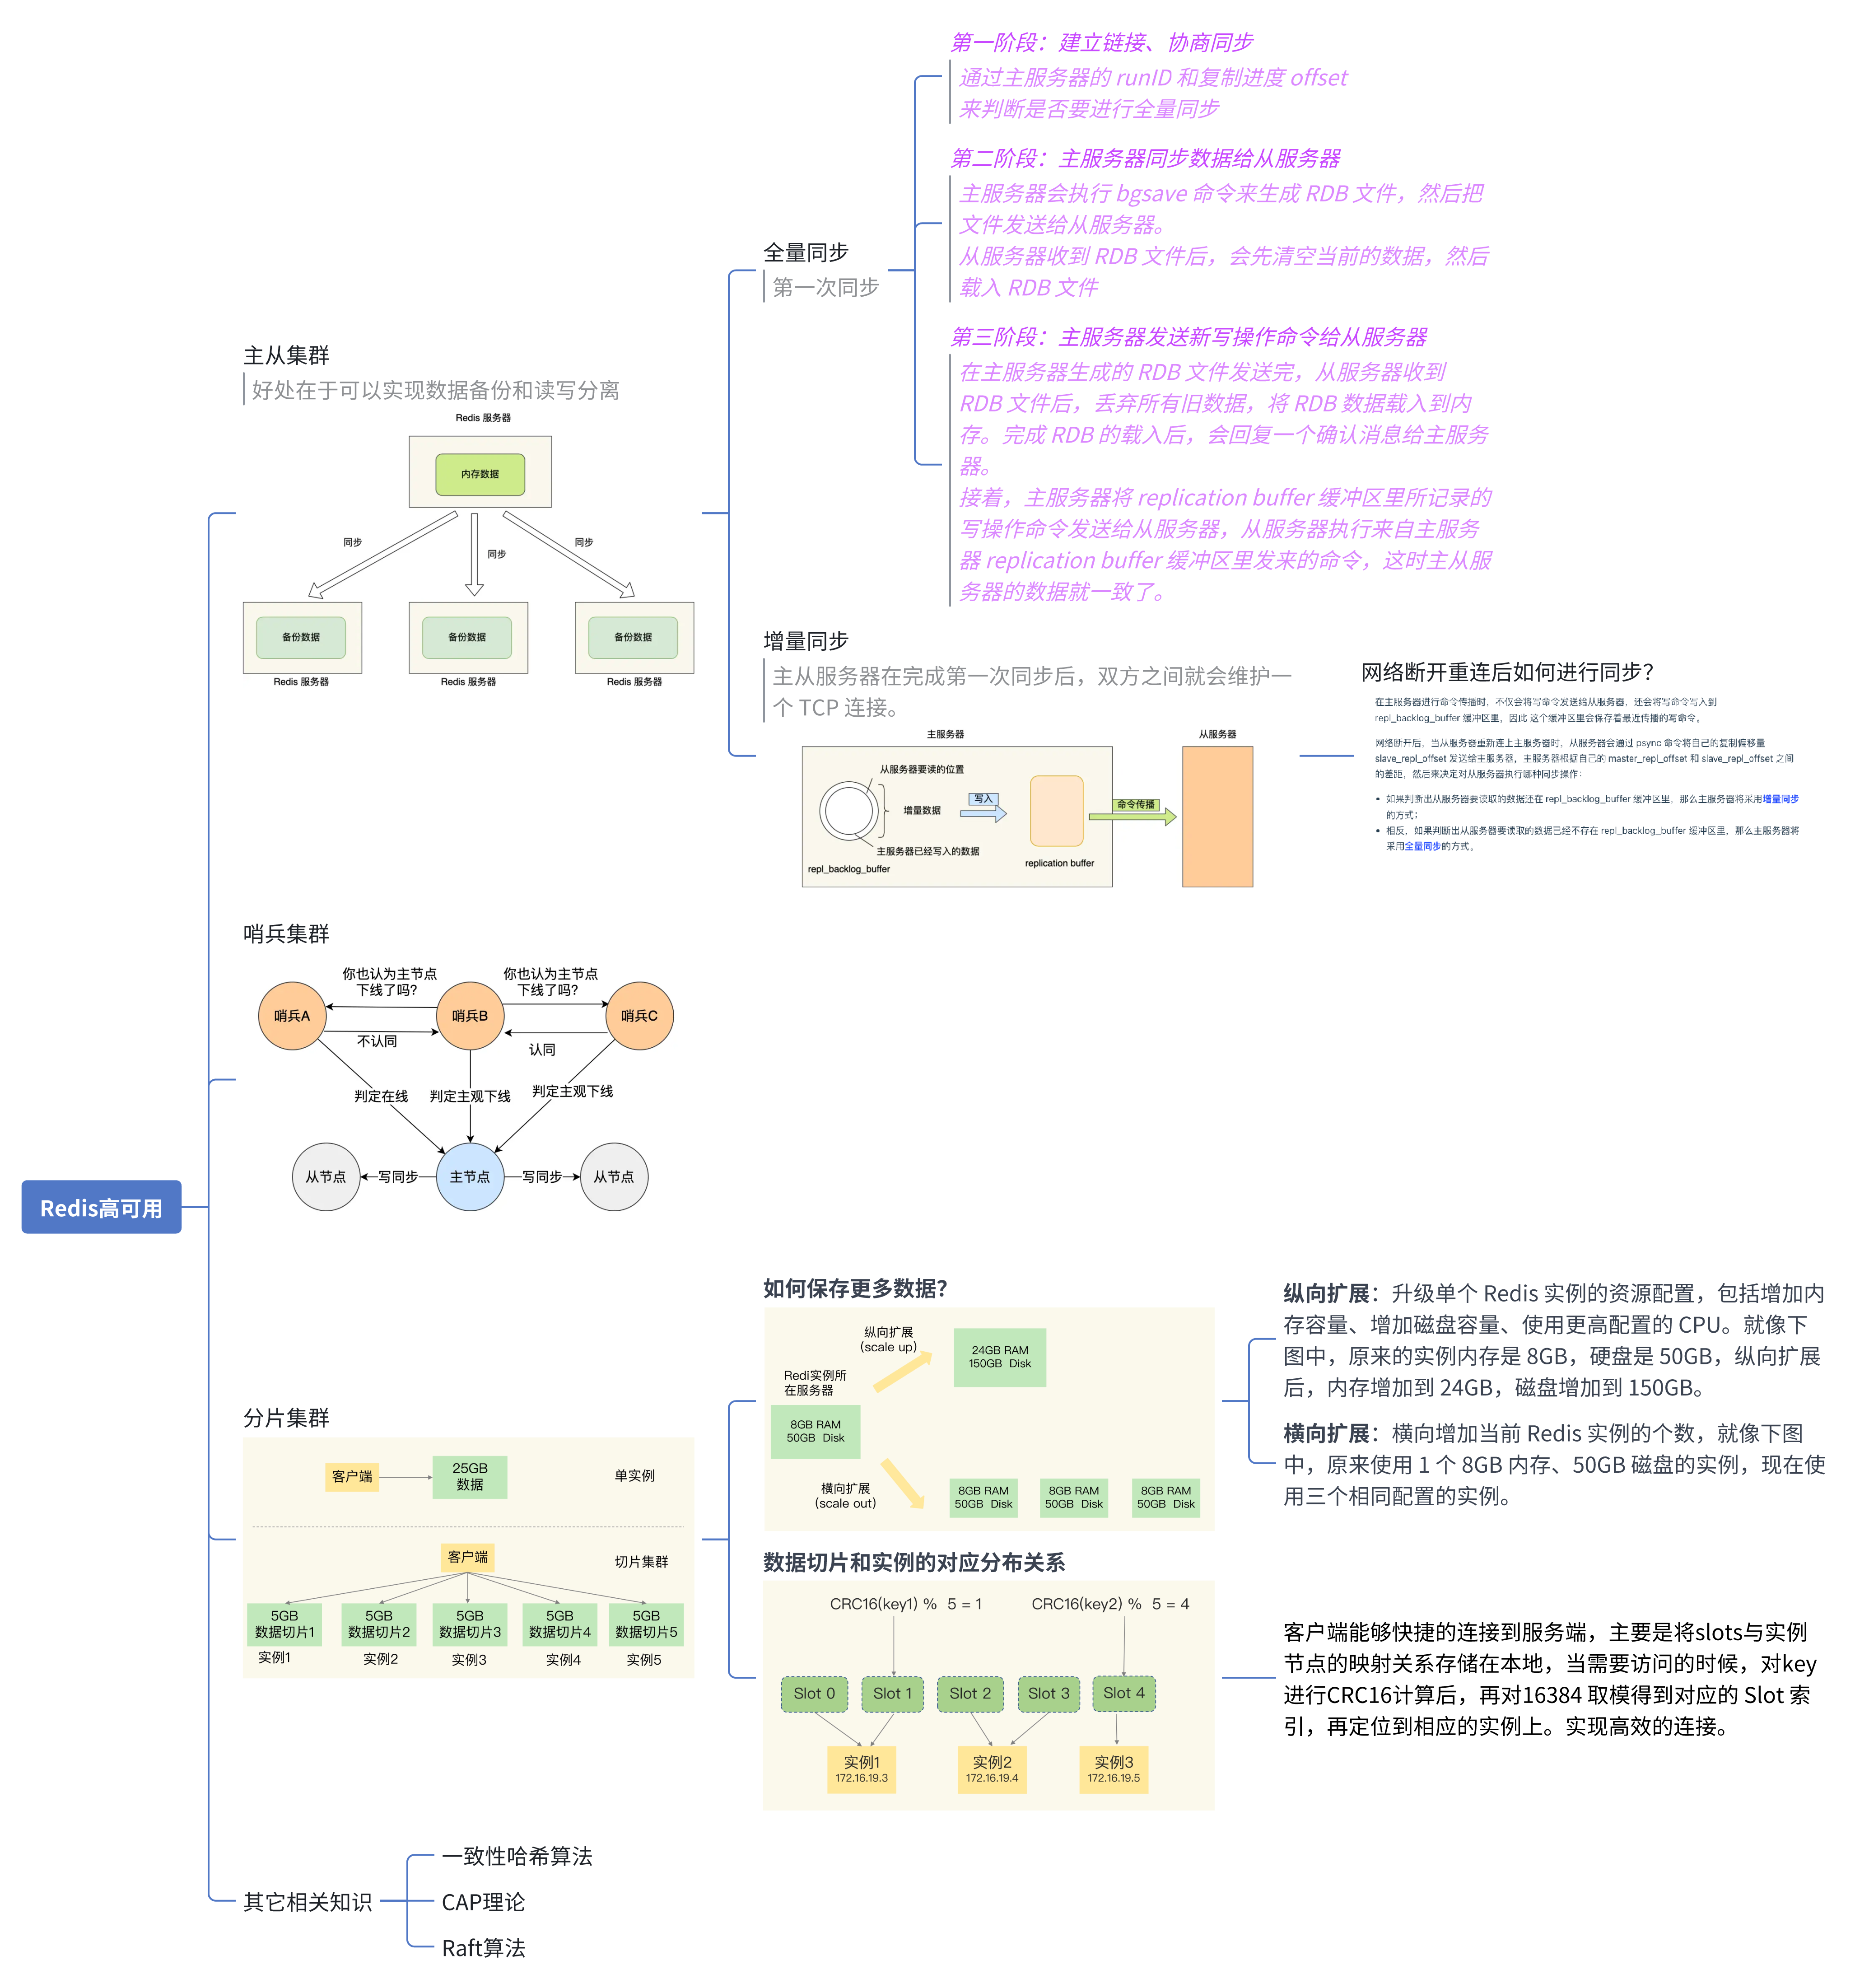 Redis高可用
主从集群
好处在于可以实现数据备份和读写分离
Redis 服务器
内存数据
同步
同步
同步
备份数据
备份数据
备份数据
Redis 服务器
Redis 服务器
Redis 服务器
全量同步
第一次同步
第一阶段：建立链接、协商同步
通过主服务器的 runID 和复制进度 offset
来判断是否要进行全量同步
第二阶段：主服务器同步数据给从服务器
主服务器会执行 bgsave 命令来生成 RDB 文件，然后把
文件发送给从服务器。
从服务器收到 RDB 文件后，会先清空当前的数据，然后
载入 RDB 文件
第三阶段：主服务器发送新写操作命令给从服务器
在主服务器生成的 RDB 文件发送完，从服务器收到
RDB 文件后，丢弃所有旧数据，将 RDB 数据载入到内
存。完成 RDB 的载入后，会回复一个确认消息给主服务
器。
接着，主服务器将 replication buffer 缓冲区里所记录的
写操作命令发送给从服务器，从服务器执行来自主服务
器 replication buffer 缓冲区里发来的命令，这时主从服
务器的数据就一致了。
增量同步
主从服务器在完成第一次同步后，双方之间就会维护一
个 TCP 连接。
主服务器
从服务器
从服务器要读的位置
增量数据
写入
命令传播
主服务器已经写入的数据
repl_backlog_buffer
replication buffer
网络断开重连后如何进行同步？
在主服务器进行命令传播时，不仅会将写命令发送给从服务器，还会将写命令写入到
repl_backlog_buffer 缓冲区里，因此 这个缓冲区里会保存着最近传播的写命令。
网络断开后，当从服务器重新连上主服务器时，从服务器会通过 psync 命令将自己的复制偏移量
slave_repl_offset 发送给主服务器，主服务器根据自己的 master_repl_offset 和 slave_repl_offset 之间
的差距，然后来决定对从服务器执行哪种同步操作：
• 如果判断出从服务器要读取的数据还在 repl_backlog_buffer 缓冲区里，那么主服务器将采用增量同步
的方式；
• 相反，如果判断出从服务器要读取的数据已经不存在 repl_backlog_buffer 缓冲区里，那么主服务器将
采用全量同步的方式。
哨兵集群
你也认为主节点
下线了吗？
你也认为主节点
下线了吗？
哨兵A
哨兵B
哨兵C
不认同
认同
判定在线
判定主观下线
判定主观下线
从节点
写同步
主节点
写同步
从节点
分片集群
客户端
25GB
数据
单实例
客户端
切片集群
5GB
数据切片1
5GB
数据切片2
5GB
数据切片3
5GB
数据切片4
5GB
数据切片5
实例1
实例2
实例3
实例4
实例5
如何保存更多数据？
纵向扩展
(scale up)
24GB RAM
150GB Disk
Redi实例所
在服务器
8GB RAM
50GB Disk
横向扩展
(scale out)
8GB RAM
50GB Disk
8GB RAM
50GB Disk
8GB RAM
50GB Disk
纵向扩展：升级单个 Redis 实例的资源配置，包括增加内
存容量、增加磁盘容量、使用更高配置的 CPU。就像下
图中，原来的实例内存是 8GB，硬盘是 50GB，纵向扩展
后，内存增加到 24GB，磁盘增加到 150GB。
横向扩展：横向增加当前 Redis 实例的个数，就像下图
中，原来使用 1 个 8GB 内存、50GB 磁盘的实例，现在使
用三个相同配置的实例。
数据切片和实例的对应分布关系
CRC16(key1) % 5 = 1
CRC16(key2) % 5 = 4
Slot 0
Slot 1
Slot 2
Slot 3
Slot 4
实例1
172.16.19.3
实例2
172.16.19.4
实例3
172.16.19.5
客户端能够快捷的连接到服务端，主要是将slots与实例
节点的映射关系存储在本地，当需要访问的时候，对key
进行CRC16计算后，再对16384 取模得到对应的 Slot 索
引，再定位到相应的实例上。实现高效的连接。
其它相关知识
一致性哈希算法
CAP理论
Raft算法